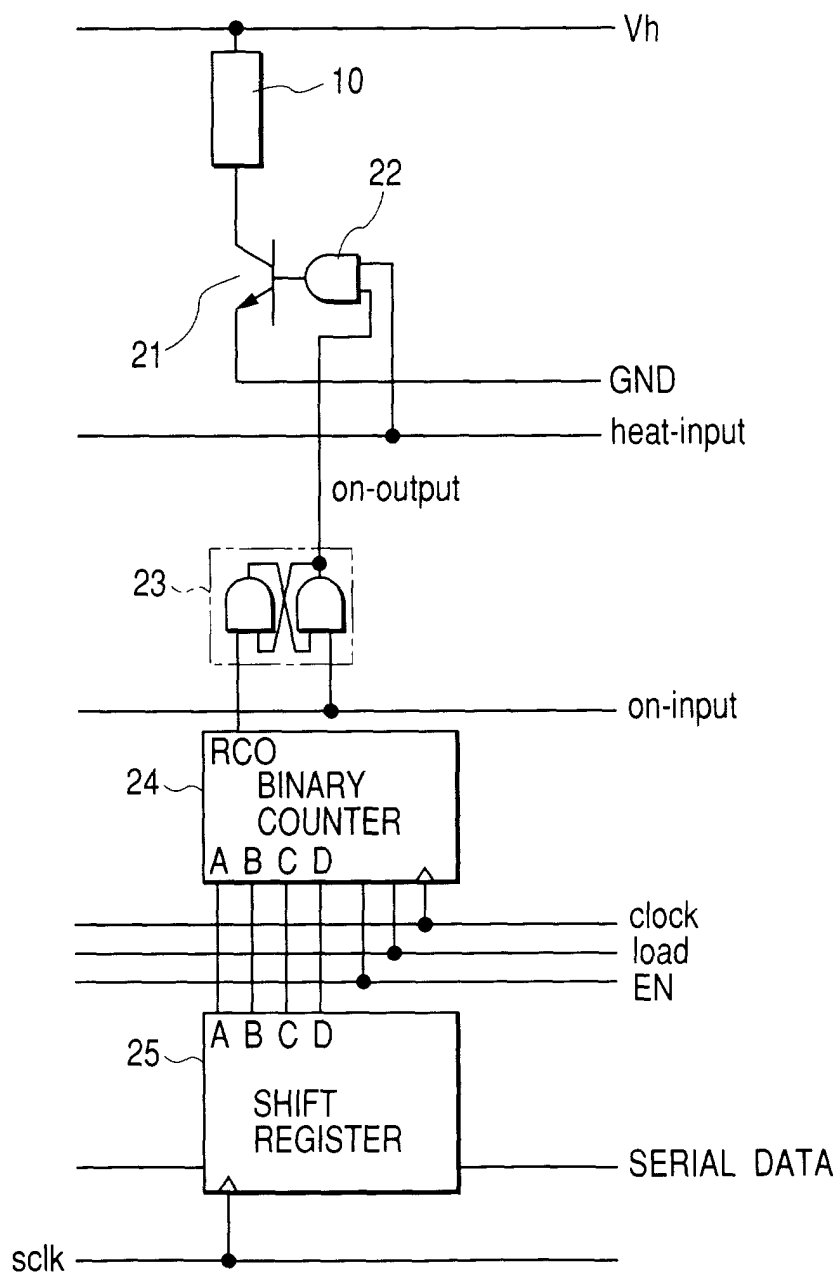 Vh
10
22
21
GND
heat-input
on-output
23
on-input
RCO
24
BINARY
COUNTER
A B C D
clock
load
EN
A B C D
25
SHIFT
REGISTER
SERIAL DATA
sclk